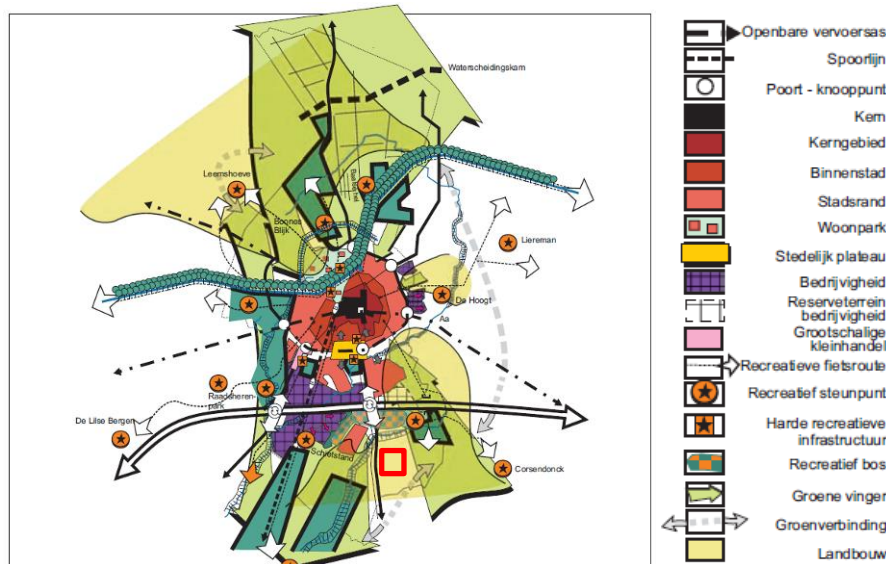 Waterscheidingskam
Leemshoeve
Boones
Blijk
Liereman
De Hoogt
Aa
Raadsheren-
park
De Lilse Bergen
Schietstand
Corsendonck
Openbare vervoersas
Spoorlijn
Poort - knooppunt
Kern
Kerngebied
Binnenstad
Stadsrand
Woonpark
Stedelijk plateau
Bedrijvigheid
Reserveterrein
bedrijvigheid
Grootschalige
kleinhandel
Recreatieve fietsroute
Recreatief steunpunt
Harde recreatieve
infrastructuur
Recreatief bos
Groene vinger
Groenverbinding
Landbouw